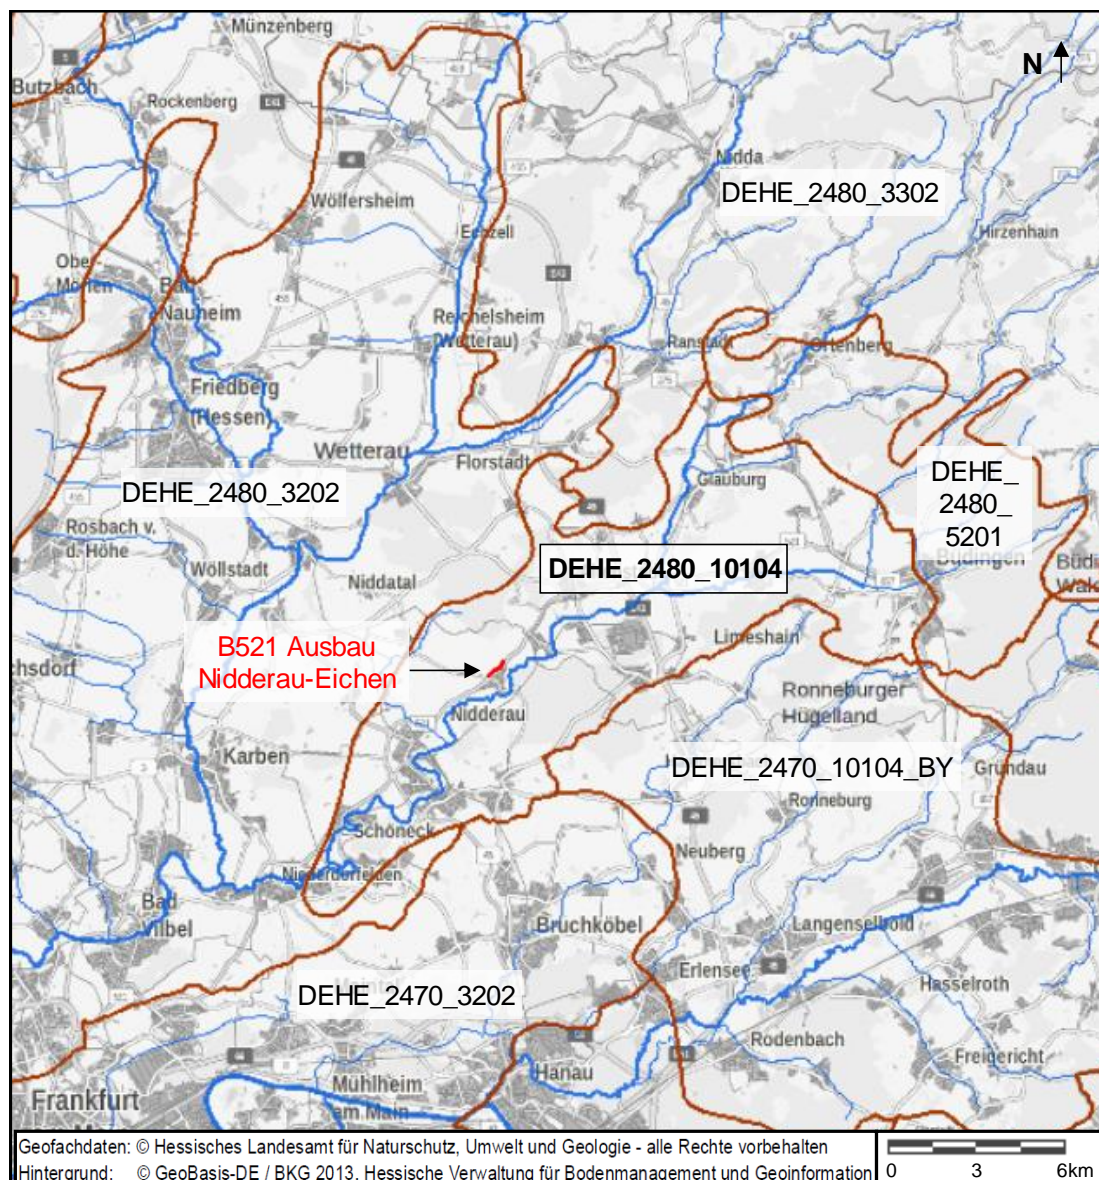 Münzenberg
N
Butzbach
Rockenberg
Nidda
DEHE_2480_3302
Wölfersheim
Echzell
Hirzenhain
Ober-
Mörlen
Bad
Nauheim
Reichelsheim
(Wetterau)
Ranstadt
Ortenberg
Friedberg
(Hessen)
Wetterau
Florstadt
Glauburg
DEHE_2480_3202
DEHE_
2480_
5201
Rosbach v.
d. Höhe
Wöllstadt
Niddatal
DEHE_2480_10104
Büdingen
Büdi
Wal
B521 Ausbau
Nidderau-Eichen
Limeshain
chsdorf
Ronneburger
Hügelland
Nidderau
Karben
DEHE_2470_10104_BY
Gründau
Ronneburg
Schöneck
Neuberg
Niederdorfelden
Bad
Vilbel
Bruchköbel
Langenselbold
Erlensee
Hasselroth
DEHE_2470_3202
Rodenbach
Freigericht
Hanau
Mühlheim
am Main
Frankfurt
Geofachdaten: © Hessisches Landesamt für Naturschutz, Umwelt und Geologie - alle Rechte vorbehalten
Hintergrund: © GeoBasis-DE / BKG 2013, Hessische Verwaltung für Bodenmanagement und Geoinformation
0 3 6km